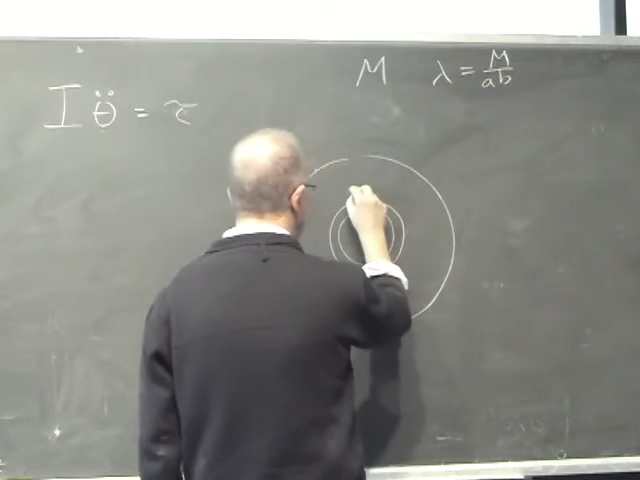 I θ̈ = τ
M λ = M/ab